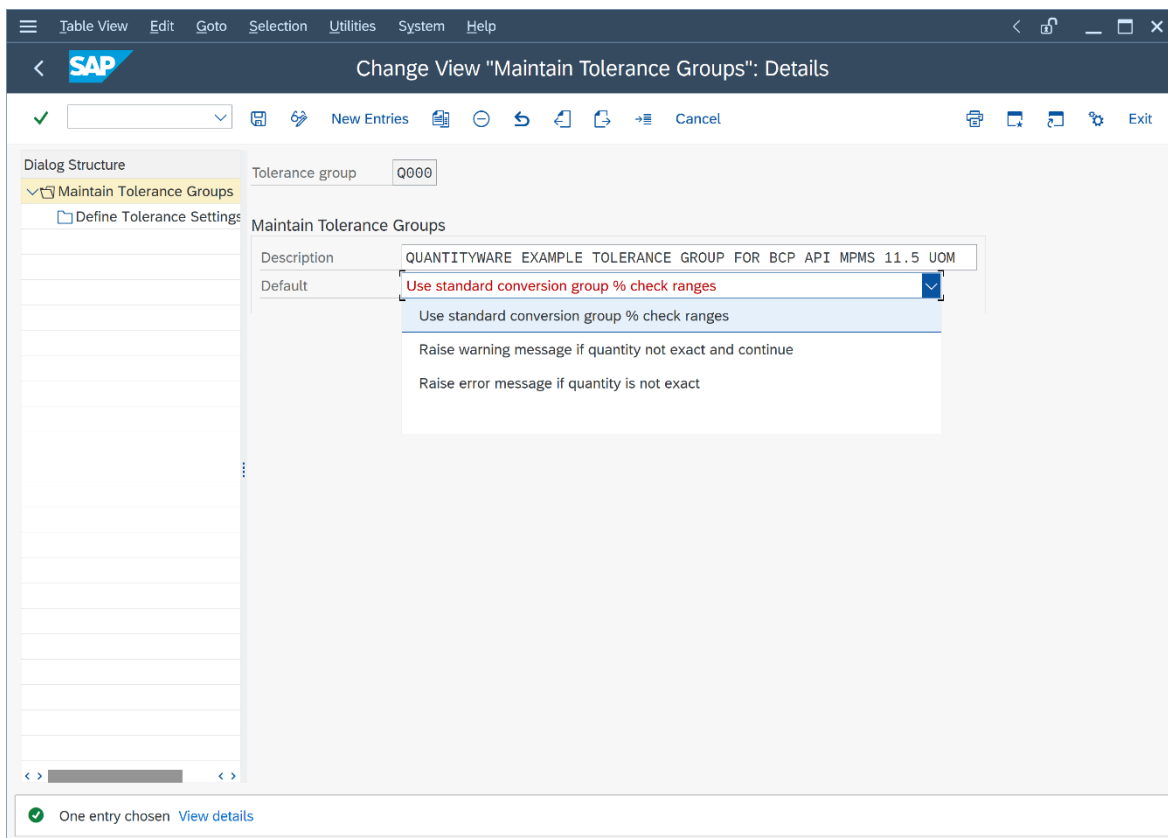 Table View Edit Goto Selection Utilities System Help
SAP Change View "Maintain Tolerance Groups": Details
New Entries Cancel Exit
Dialog Structure
Maintain Tolerance Groups
Define Tolerance Settings
Tolerance group Q000
Maintain Tolerance Groups
Description QUANTITYWARE EXAMPLE TOLERANCE GROUP FOR BCP API MPMS 11.5 UOM
Default Use standard conversion group % check ranges
Use standard conversion group % check ranges
Raise warning message if quantity not exact and continue
Raise error message if quantity is not exact
One entry chosen View details